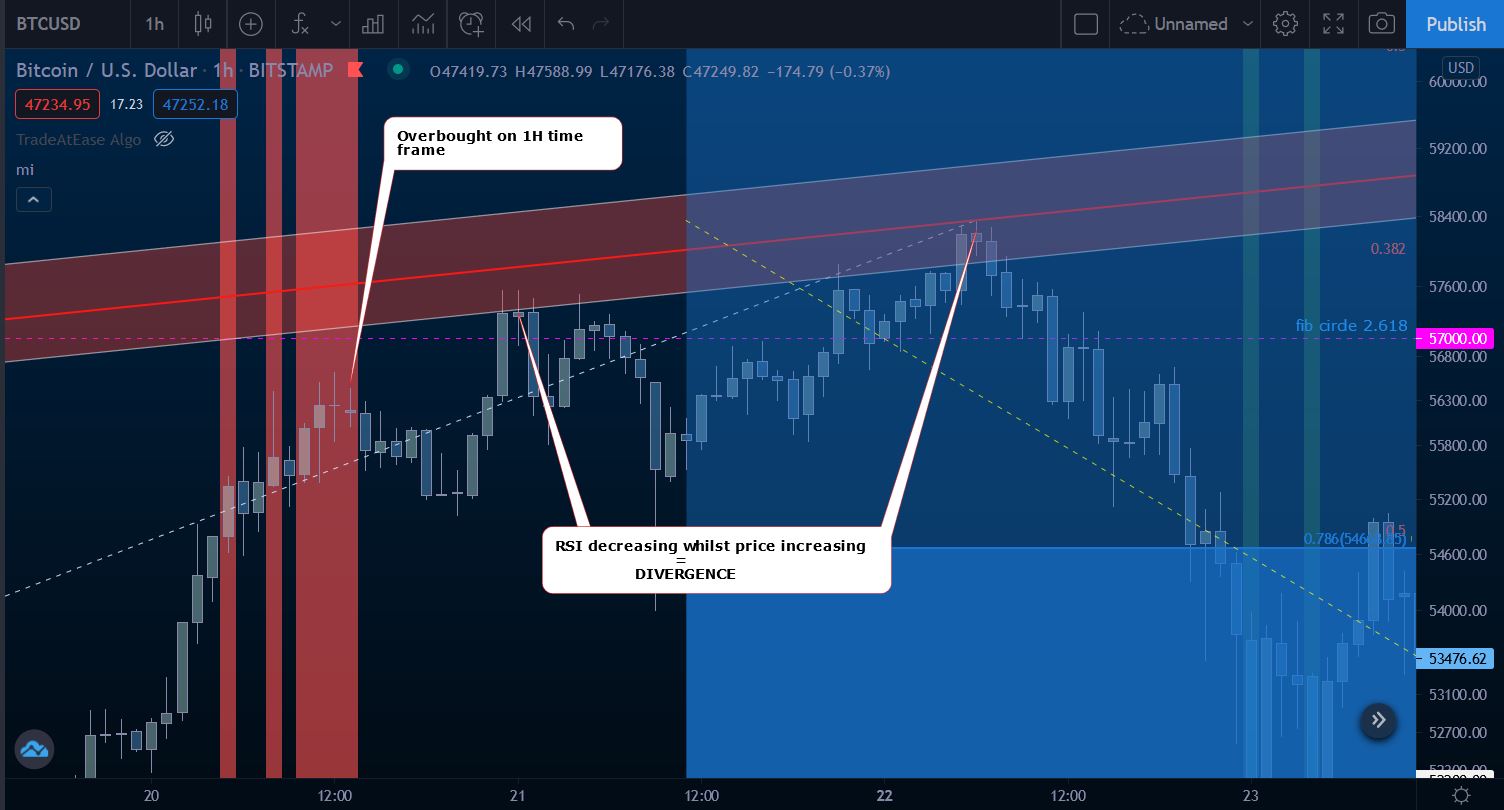 BTCUSD 1h Unnamed Publish
Bitcoin / U.S. Dollar · 1h · BITSTAMP O47419.73 H47588.99 L47176.38 C47249.82 −174.79 (−0.37%)
USD
60000.00
47234.95 17.23 47252.18
TradeAtEase Algo
mi
Overbought on 1H time
frame
59200.00
58400.00
0.382
57600.00
fib circle 2.618
57000.00
56800.00
56300.00
55800.00
55200.00
0.5
RSI decreasing whilst price increasing
=
DIVERGENCE
54600.00
54000.00
53476.62
53100.00
52700.00
20 12:00 21 12:00 22 12:00 23